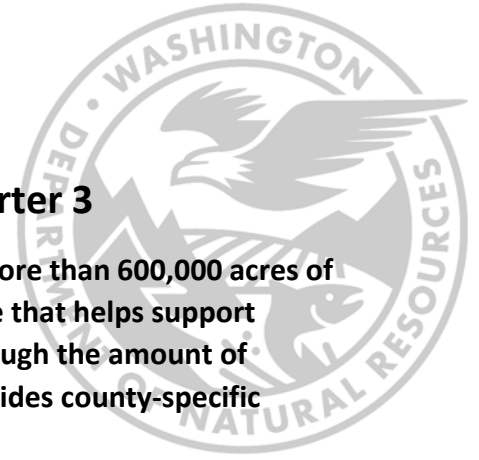 WASHINGTON
DEPARTMENT OF NATURAL RESOURCES
rter 3
ore than 600,000 acres of
e that helps support
ugh the amount of
ides county-specific